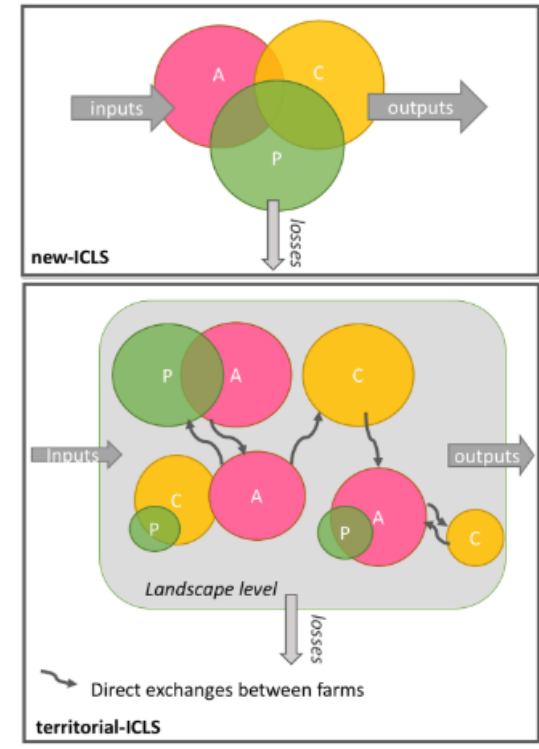 A
C
inputs
outputs
P
losses
new-ICLS
P
A
C
Inputs
outputs
C
A
P
A
P
C
Landscape level
losses
Direct exchanges between farms
territorial-ICLS